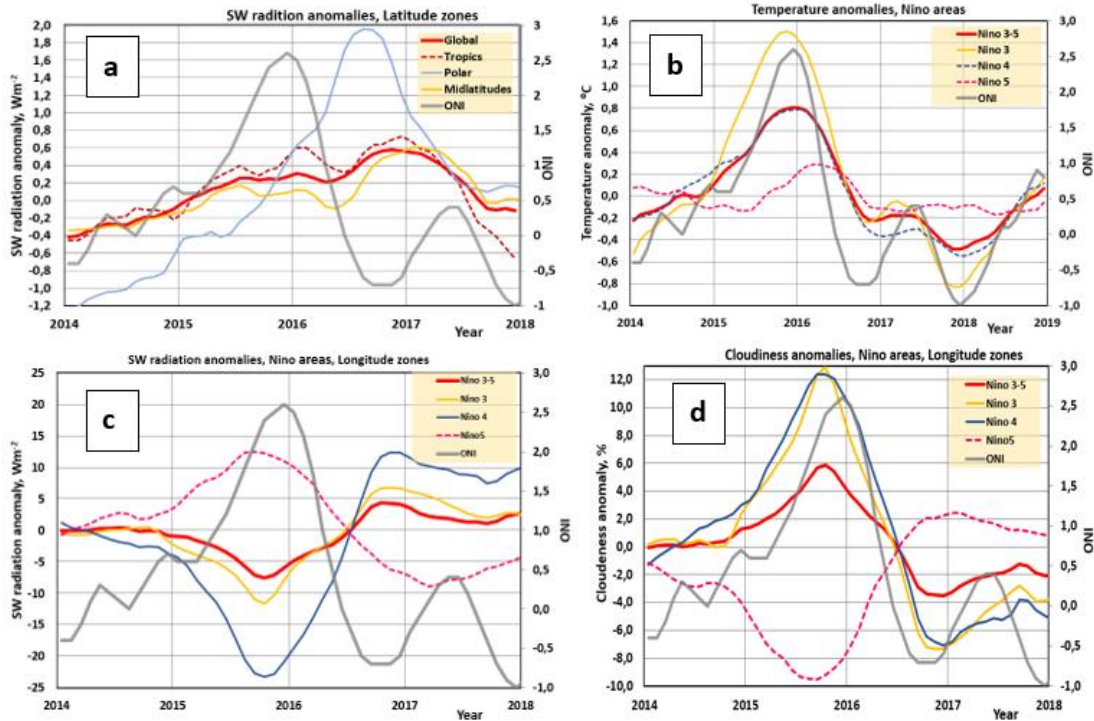 SW radition anomalies, Latitude zones
a
SW radiation anomaly, Wm-2
2,0
1,8
1,6
1,4
1,2
1,0
0,8
0,6
0,4
0,2
0,0
-0,2
-0,4
-0,6
-0,8
-1,0
-1,2
Global
Tropics
Polar
Midlatitudes
ONI
3
2,5
2
1,5
1
0,5
0
-0,5
-1
ONI
2014 2015 2016 2017 2018
Year
Temperature anomalies, Nino areas
b
Temperature anomaly, °C
1,6
1,4
1,2
1,0
0,8
0,6
0,4
0,2
0,0
-0,2
-0,4
-0,6
-0,8
-1,0
Nino 3-5
Nino 3
Nino 4
Nino 5
ONI
3,0
2,5
2,0
1,5
1,0
0,5
0,0
-0,5
-1,0
ONI
2014 2015 2016 2017 2018 2019
Year
SW radiation anomalies, Nino areas, Longitude zones
c
SW radiation anomaly, Wm-2
25
20
15
10
5
0
-5
-10
-15
-20
-25
Nino 3-5
Nino 3
Nino 4
Nino5
ONI
3,0
2,5
2,0
1,5
1,0
0,5
0,0
-0,5
-1,0
ONI
2014 2015 2016 2017 2018
Year
Cloudiness anomalies, Nino areas, Longitude zones
d
Cloudeness anomaly, %
12,0
10,0
8,0
6,0
4,0
2,0
0,0
-2,0
-4,0
-6,0
-8,0
-10,0
Nino 3-5
Nino 3
Nino 4
Nino5
ONI
3,0
2,5
2,0
1,5
1,0
0,5
0,0
-0,5
-1,0
ONI
2014 2015 2016 2017 2018
Year